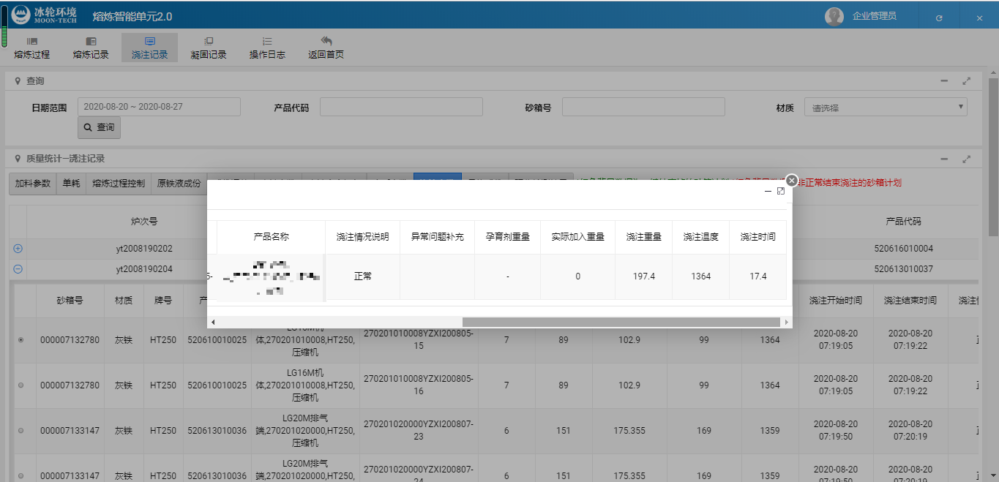 冰轮环境
MOON-TECH
熔炼智能单元2.0
企业管理员
熔炼过程 熔炼记录 浇注记录 凝固记录 操作日志 返回首页
查询
日期范围 2020-08-20 ~ 2020-08-27 产品代码 砂箱号 材质 请选择
查询
质量统计—浇注记录
加料参数 单耗 熔炼过程控制 原铁液成份 非正常结束浇注的砂箱计划
炉次号 产品代码
yt2008190202 520616010004
yt2008190204 520613010037
产品名称 浇注情况说明 异常问题补充 孕育剂重量 实际加入重量 浇注重量 浇注温度 浇注时间
正常 - 0 197.4 1364 17.4
砂箱号 材质 牌号 浇注开始时间 浇注结束时间
000007132780 灰铁 HT250 520610010025 LG16M机体,270201010008,HT250,压缩机 270201010008YZXI200805-15 7 89 102.9 99 1364 2020-08-20 07:19:05 2020-08-20 07:19:22
000007132780 灰铁 HT250 520610010025 LG16M机体,270201010008,HT250,压缩机 270201010008YZXI200805-16 7 89 102.9 99 1364 2020-08-20 07:19:05 2020-08-20 07:19:22
000007133147 灰铁 HT250 520613010036 LG20M排气端,270201020000,HT250,压缩机 270201020000YZXI200807-23 6 151 175.355 169 1359 2020-08-20 07:19:50 2020-08-20 07:20:19
000007133147 灰铁 HT250 520613010036 LG20M排气端,270201020000,HT250, 270201020000YZXI200807-24 6 151 175.355 169 1359 2020-08-20 07:19:50 2020-08-20 07:20:19